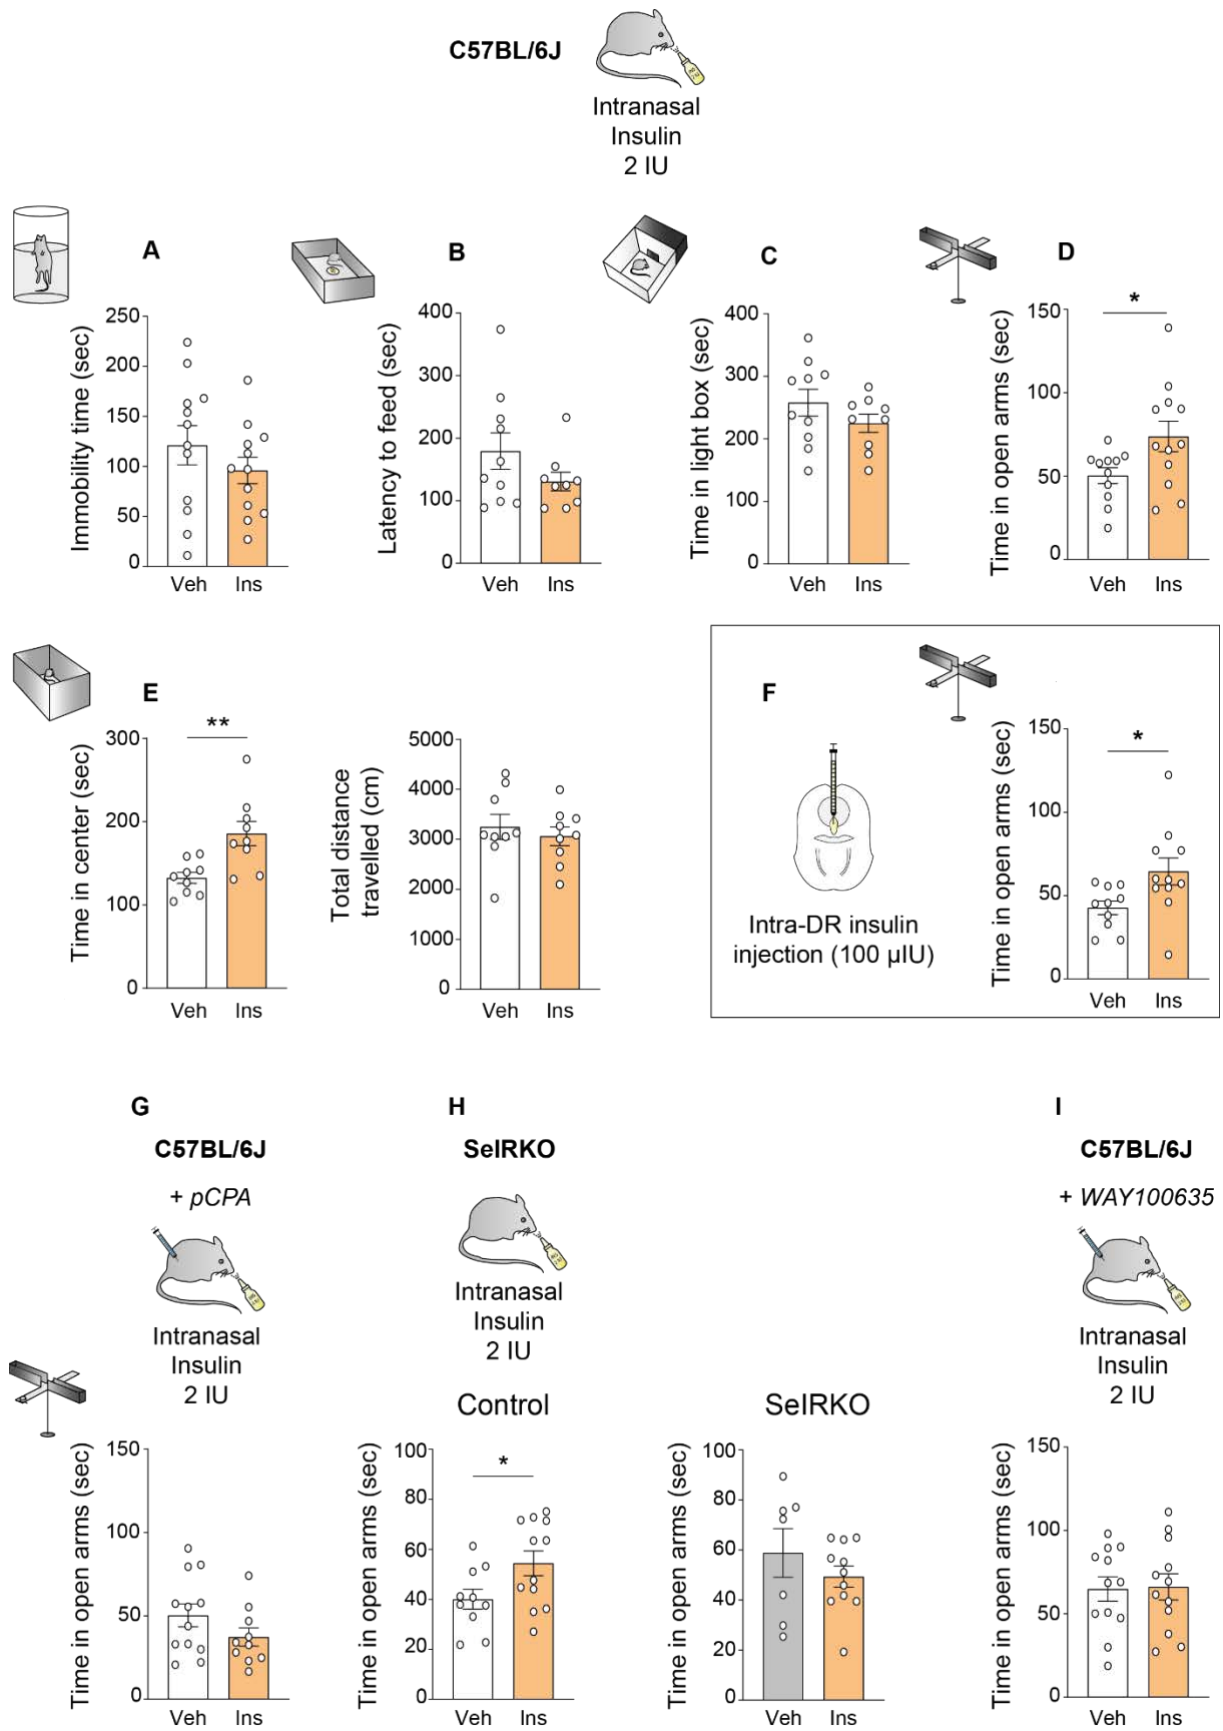 C57BL/6J
Intranasal
Insulin
2 IU
A
Immobility time (sec)
250
200
150
100
50
0
Veh Ins
B
Latency to feed (sec)
400
300
200
100
0
Veh Ins
C
Time in light box (sec)
400
300
200
100
0
Veh Ins
D
Time in open arms (sec)
150
100
50
0
*
Veh Ins
E
Time in center (sec)
300
200
100
0
**
Veh Ins
Total distance
travelled (cm)
5000
4000
3000
2000
1000
0
Veh Ins
F
Intra-DR insulin
injection (100 µIU)
Time in open arms (sec)
150
100
50
0
*
Veh Ins
G
C57BL/6J
+ pCPA
Intranasal
Insulin
2 IU
Time in open arms (sec)
150
100
50
0
Veh Ins
H
SeIRKO
Intranasal
Insulin
2 IU
Control
Time in open arms (sec)
100
80
60
40
20
0
*
Veh Ins
SeIRKO
Time in open arms (sec)
100
80
60
40
20
0
Veh Ins
I
C57BL/6J
+ WAY100635
Intranasal
Insulin
2 IU
Time in open arms (sec)
150
100
50
0
Veh Ins